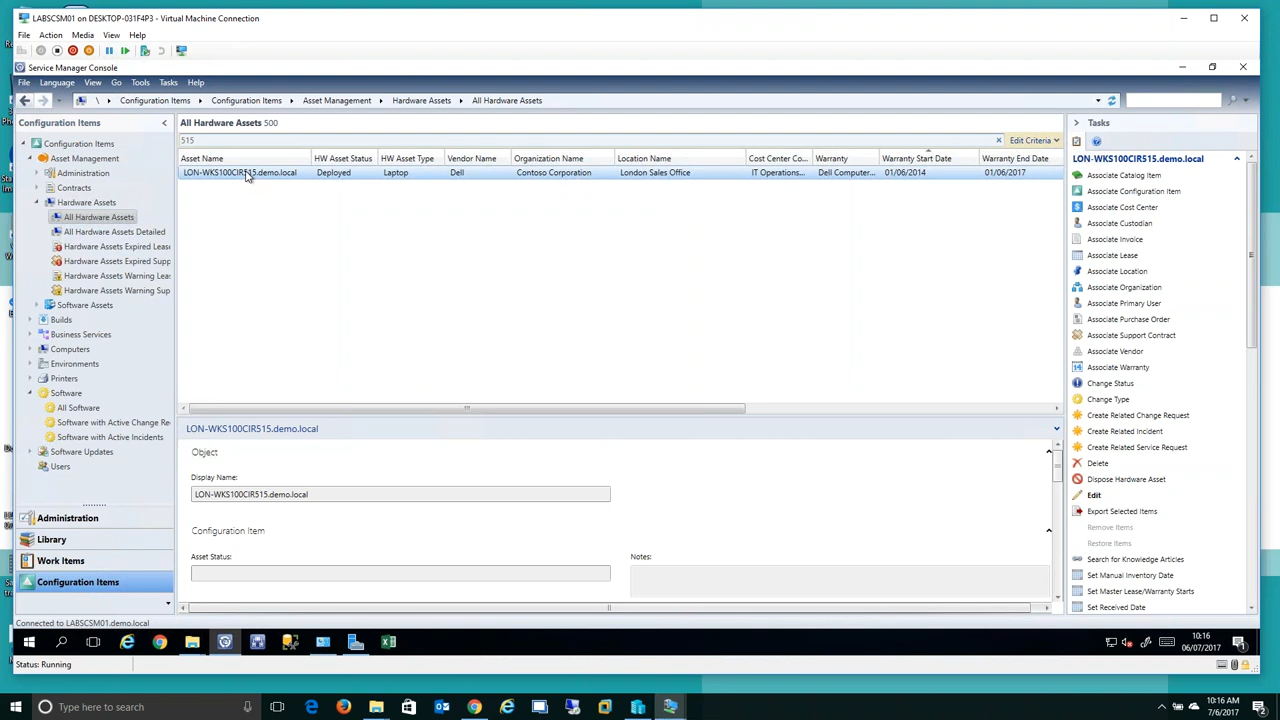 LABSCSM01 on DESKTOP-031F4P3 - Virtual Machine Connection
File Action Media View Help
Service Manager Console
File Language View Go Tools Tasks Help
\ Configuration Items Configuration Items Asset Management Hardware Assets All Hardware Assets
Configuration Items
Configuration Items
Asset Management
Administration
Contracts
Hardware Assets
All Hardware Assets
All Hardware Assets Detailed
Hardware Assets Expired Leas
Hardware Assets Expired Supp
Hardware Assets Warning Leas
Hardware Assets Warning Sup
Software Assets
Builds
Business Services
Computers
Environments
Printers
Software
All Software
Software with Active Change Re
Software with Active Incidents
Software Updates
Users
Administration
Library
Work Items
Configuration Items
All Hardware Assets 500
515 Edit Criteria
Asset Name HW Asset Status HW Asset Type Vendor Name Organization Name Location Name Cost Center Co... Warranty Warranty Start Date Warranty End Date
LON-WKS100CIR515.demo.local Deployed Laptop Dell Contoso Corporation London Sales Office IT Operations... Dell Computer... 01/06/2014 01/06/2017
LON-WKS100CIR515.demo.local
Object
Display Name:
LON-WKS100CIR515.demo.local
Configuration Item
Asset Status: Notes:
Tasks
LON-WKS100CIR515.demo.local
Associate Catalog Item
Associate Configuration Item
Associate Cost Center
Associate Custodian
Associate Invoice
Associate Lease
Associate Location
Associate Organization
Associate Primary User
Associate Purchase Order
Associate Support Contract
Associate Vendor
Associate Warranty
Change Status
Change Type
Create Related Change Request
Create Related Incident
Create Related Service Request
Delete
Dispose Hardware Asset
Edit
Export Selected Items
Remove Items
Restore Items
Search for Knowledge Articles
Set Manual Inventory Date
Set Master Lease/Warranty Starts
Set Received Date
Connected to LABSCSM01.demo.local
10:16
06/07/2017
Status: Running
Type here to search
10:16 AM
7/6/2017